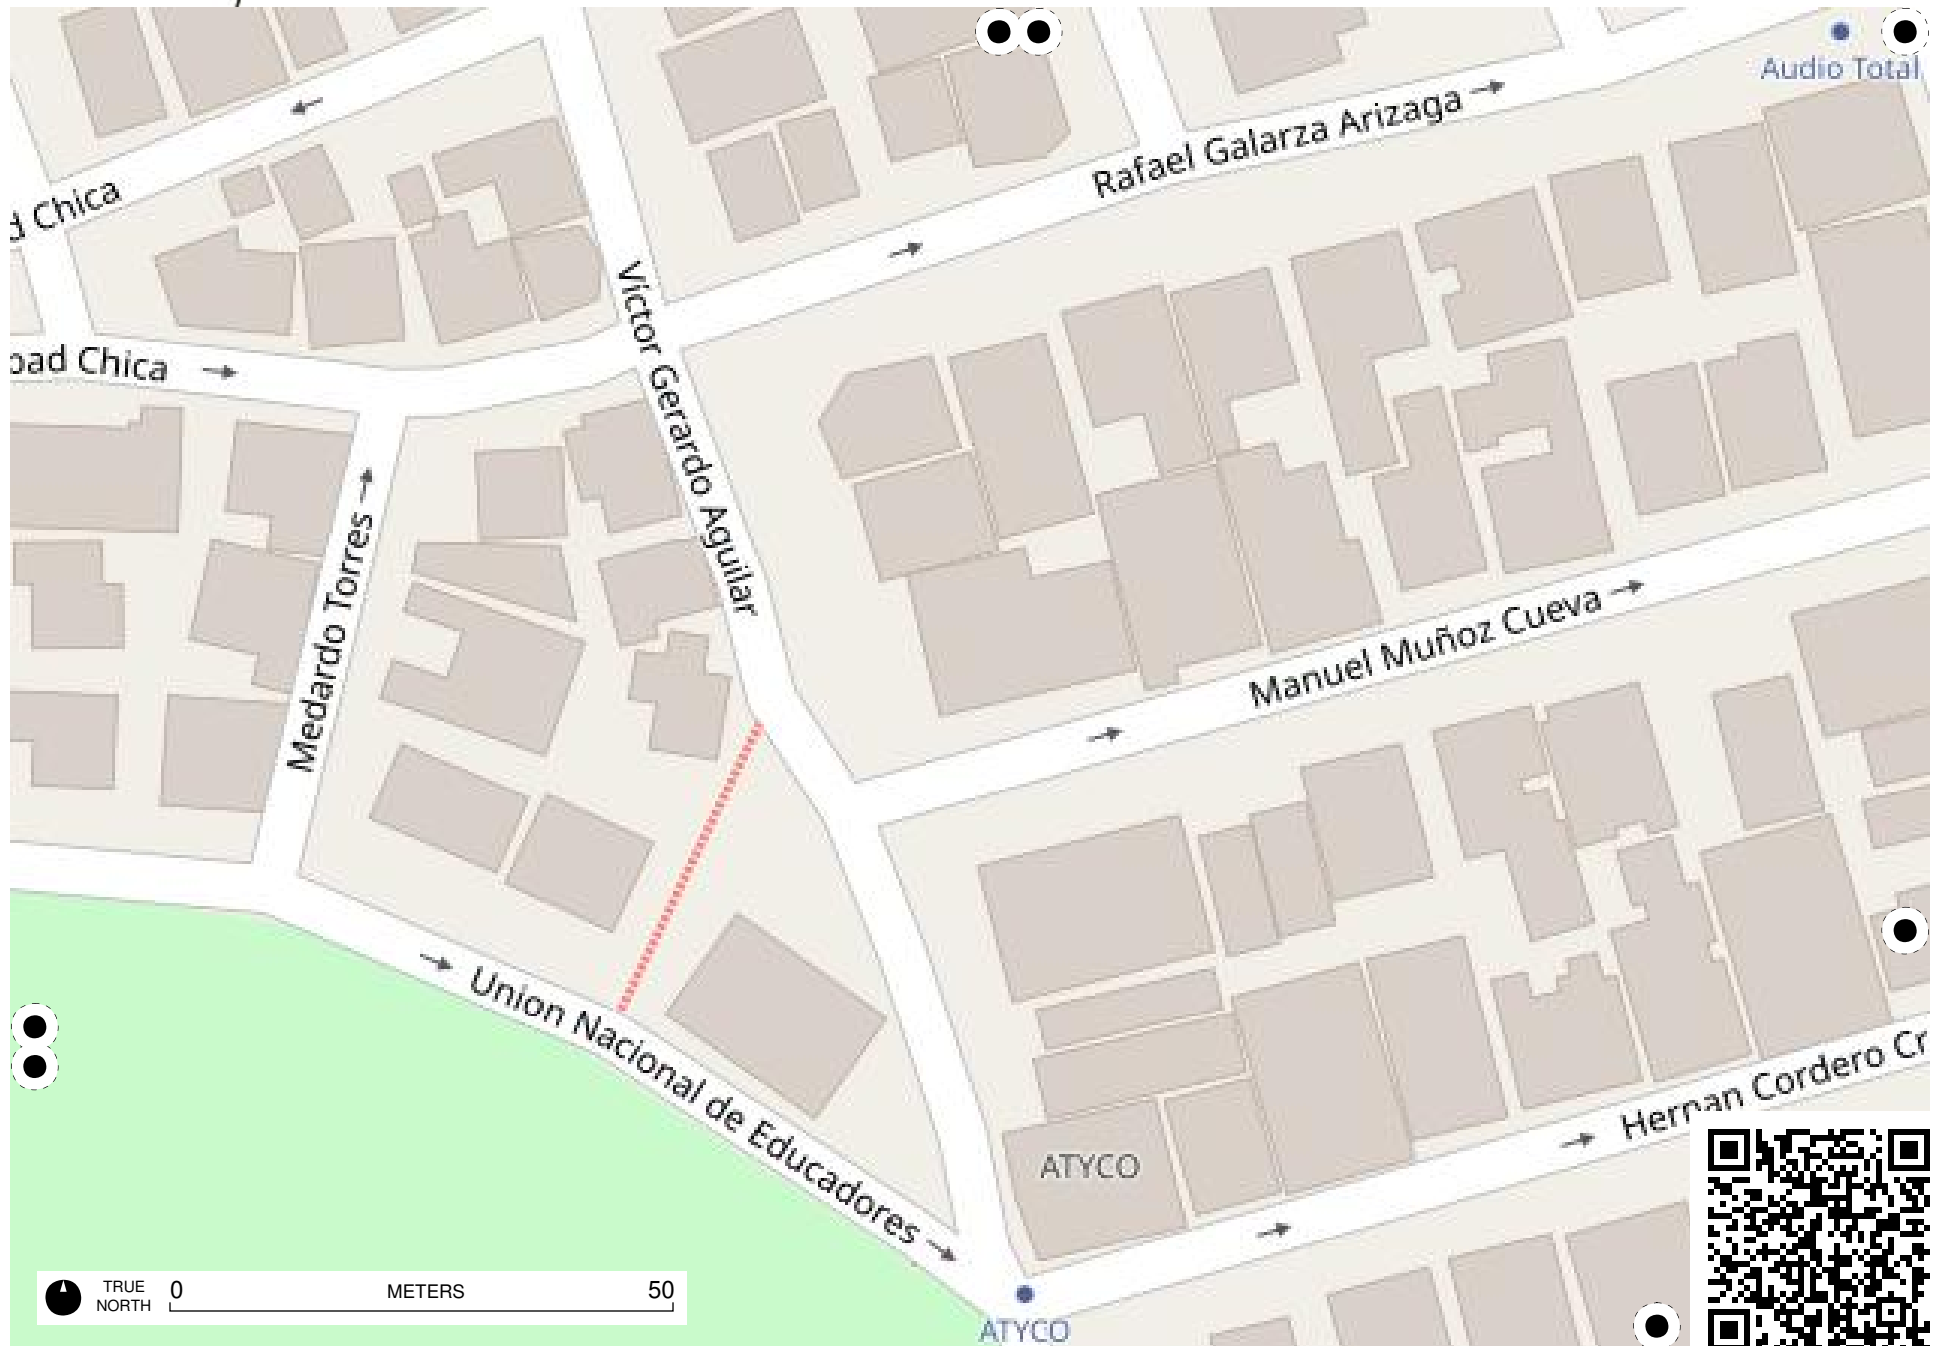 Audio Total
Rafael Galarza Arizaga
d Chica
Víctor Gerardo Aguilar
oad Chica
Medardo Torres
Manuel Muñoz Cueva
Union Nacional de Educadores
Hernan Cordero Cr
ATYCO
TRUE NORTH
0 METERS 50
ATYCO